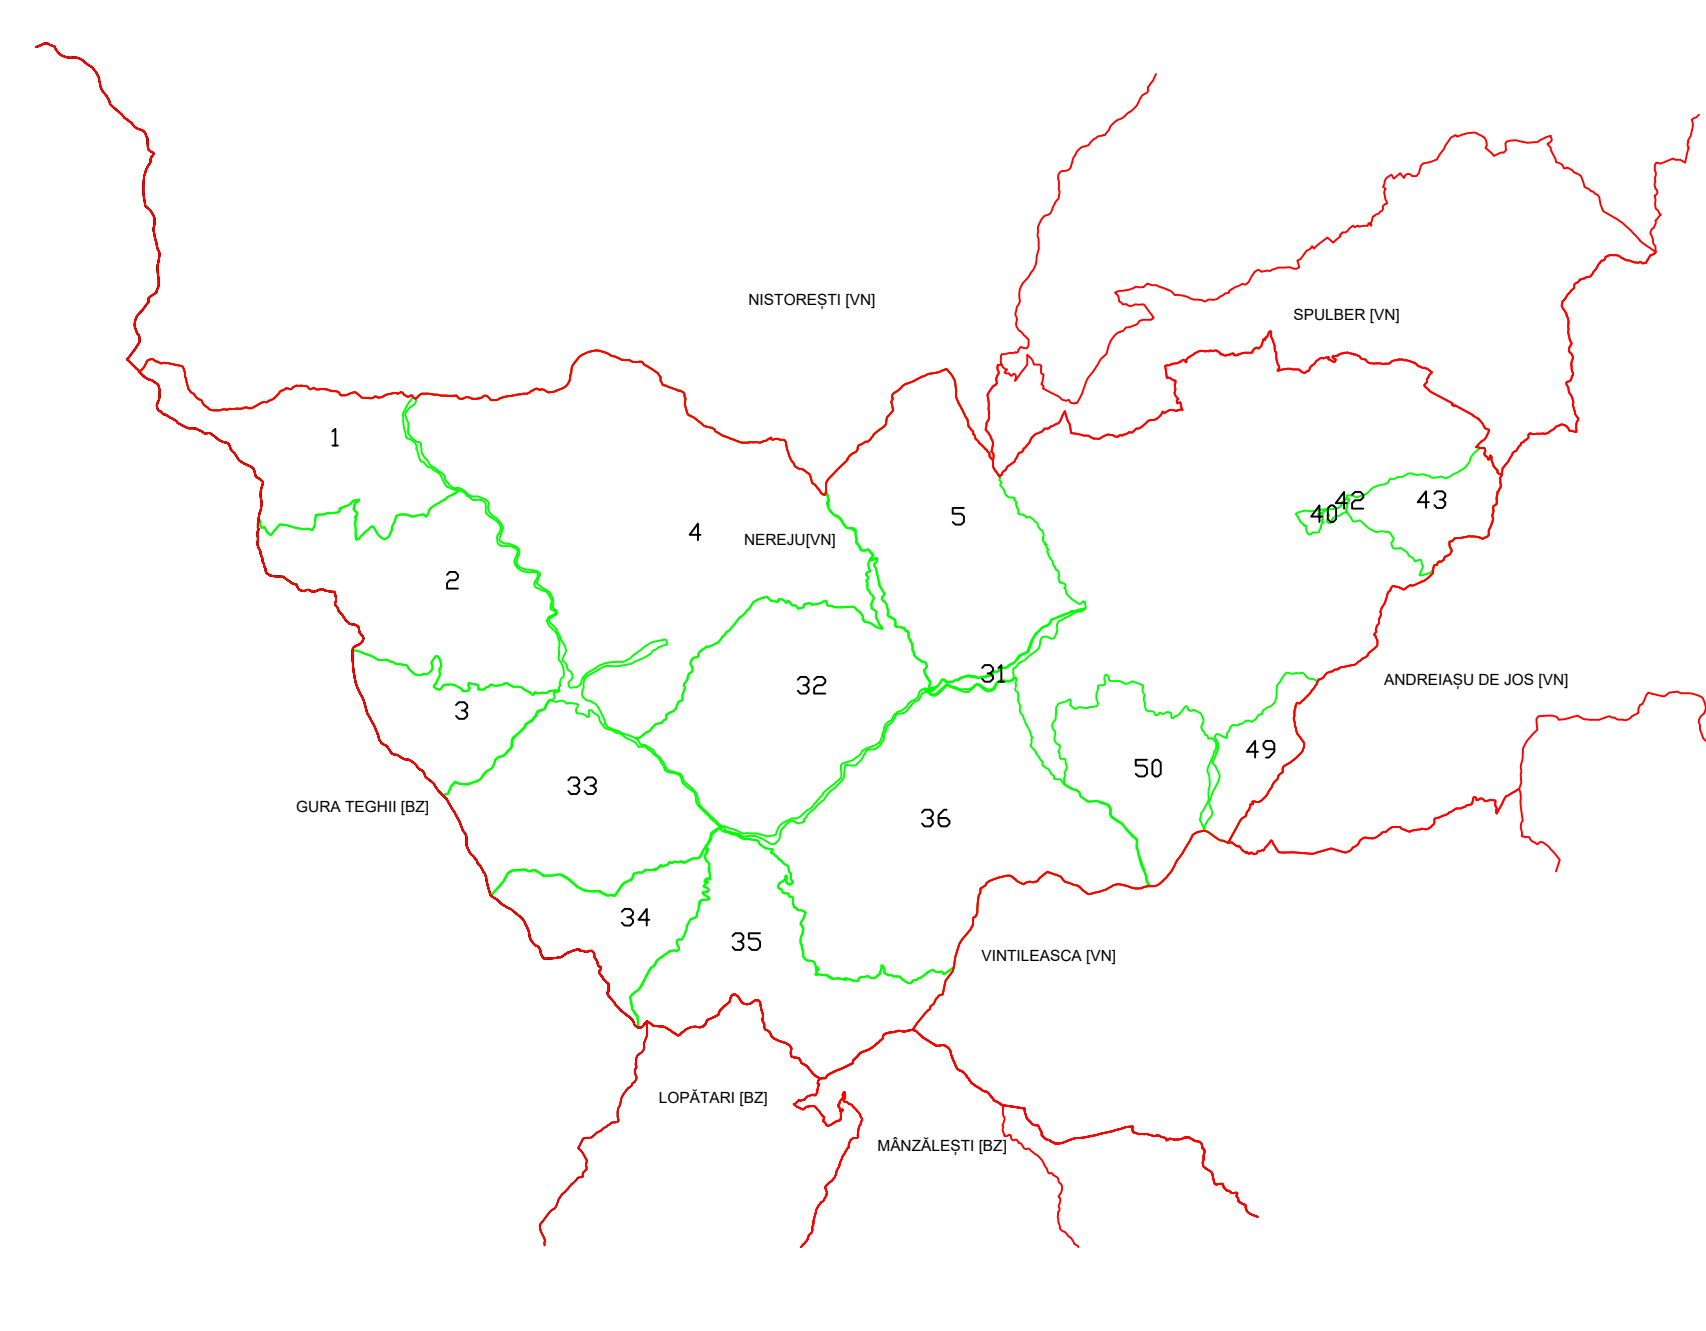 NISTOREȘTI [VN]
SPULBER [VN]
1
42
43
40
5
4
NEREJU[VN]
2
31
ANDREIAȘU DE JOS [VN]
32
3
49
50
33
GURA TEGHII [BZ]
36
34
35
VINTILEASCA [VN]
LOPĂTARI [BZ]
MÂNZĂLEȘTI [BZ]